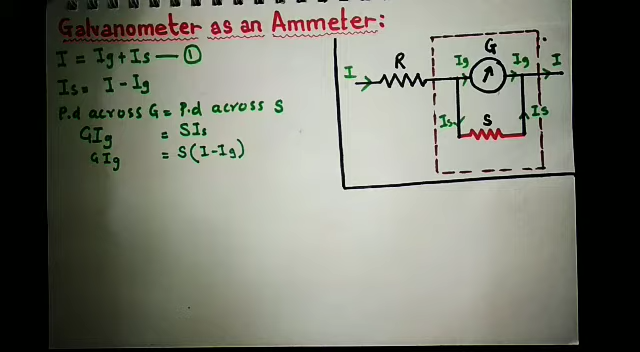 Galvanometer as an Ammeter:
I = Ig + Is — ①
Is = I - Ig
P.d across G = P.d across S
GIg = SIs
GIg = S(I-Ig)
I
R
Ig
G
Ig
I
Is
S
Is